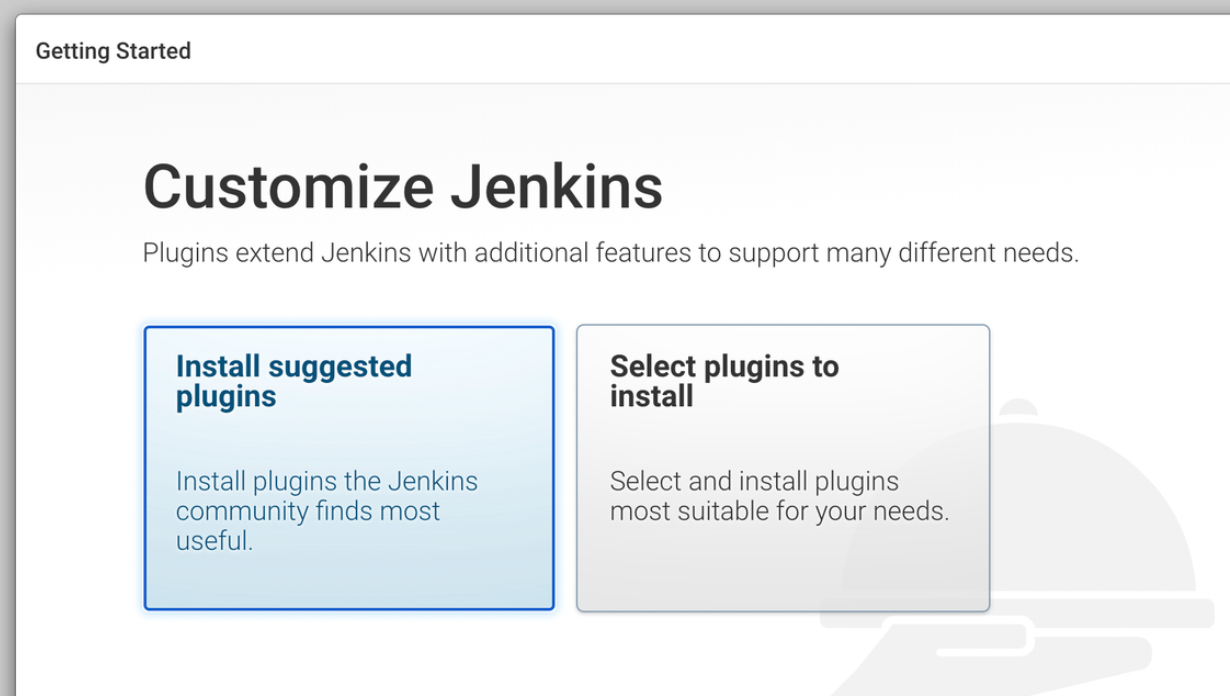 Getting Started
Customize Jenkins
Plugins extend Jenkins with additional features to support many different needs.
Install suggested
plugins
Install plugins the Jenkins
community finds most
useful.
Select plugins to
install
Select and install plugins
most suitable for your needs.